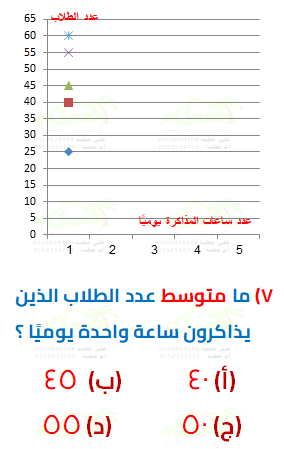 عدد الطلاب
65
60
55
50
45
40
35
30
25
20
15
10
5
0
عدد ساعات المذاكرة يوميًا
1 2 3 4 5
٧) ما متوسط عدد الطلاب الذين
يذاكرون ساعة واحدة يوميًا ؟
(أ) ٤٠ (ب) ٤٥
(ج) ٥٠ (د) ٥٥